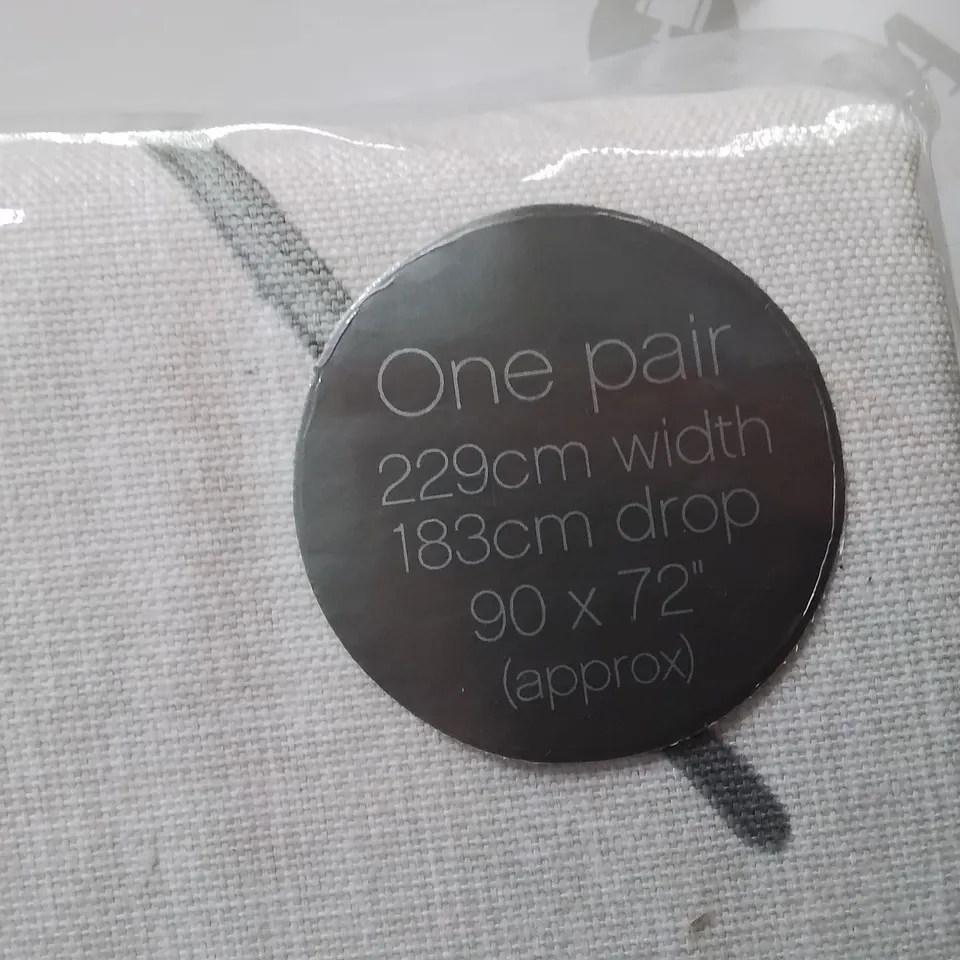 One pair
229cm width
183cm drop
90 x 72"
(approx)